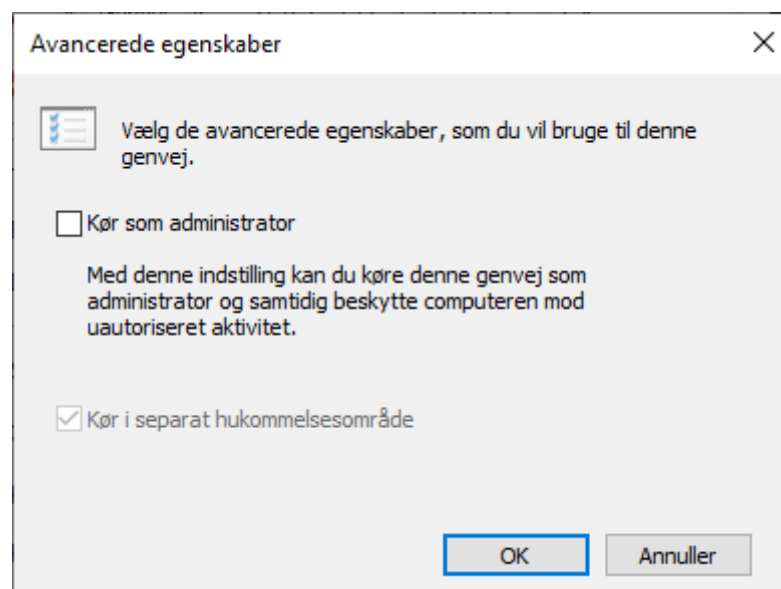 Avancerede egenskaber
Vælg de avancerede egenskaber, som du vil bruge til denne
genvej.
Kør som administrator
Med denne indstilling kan du køre denne genvej som
administrator og samtidig beskytte computeren mod
uautoriseret aktivitet.
Kør i separat hukommelsesområde
OK
Annuller